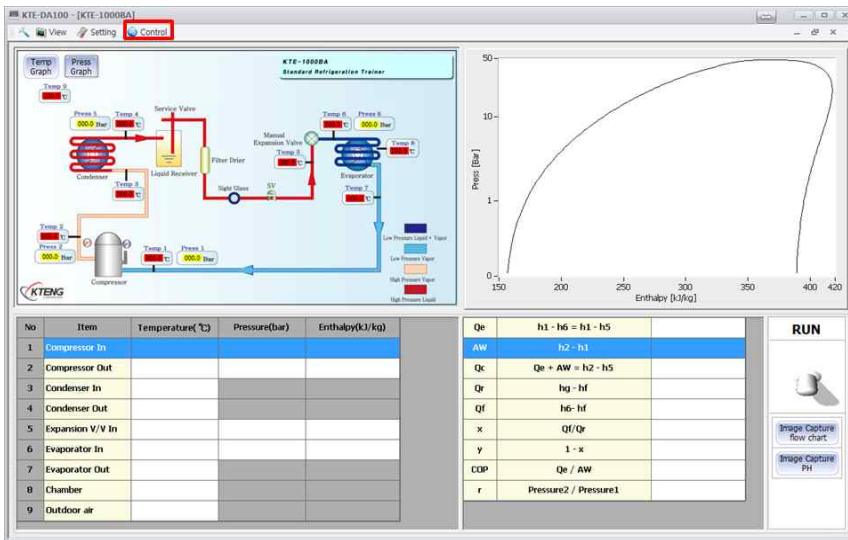 KTE-DA100 - [KTE-1000BA]
View Setting Control
Temp Graph
Press Graph
KTE-1000BA
Standard Refrigeration Trainer
Temp 9
Press 5
000.0 Bar
Temp 4
Service Valve
Condenser
Liquid Receiver
Filter Drier
Manual
Expansion Valve
Temp 5
Temp 6
Press 6
000.0 Bar
Temp 8
Evaporator
Temp 3
Sight Glass
SV
Temp 7
Temp 2
Press 2
000.0 Bar
Temp 1
Press 1
000.0 Bar
Compressor
Low Pressure Liquid + Vapor
Low Pressure Vapor
High Pressure Vapor
High Pressure Liquid
KTENG
Press [Bar]
50
10
1
0
150 200 250 300 350 400 420
Enthalpy [kJ/kg]
No Item Temperature(℃) Pressure(bar) Enthalpy(kJ/kg)
1 Compressor In
2 Compressor Out
3 Condenser In
4 Condenser Out
5 Expansion V/V In
6 Evaporator In
7 Evaporator Out
8 Chamber
9 Outdoor air
Qe h1 - h6 = h1 - h5
AW h2 - h1
Qc Qe + AW = h2 - h5
Qr hg - hf
Qf h6- hf
x Qf/Qr
y 1 - x
COP Qe / AW
r Pressure2 / Pressure1
RUN
Image Capture
flow chart
Image Capture
PH